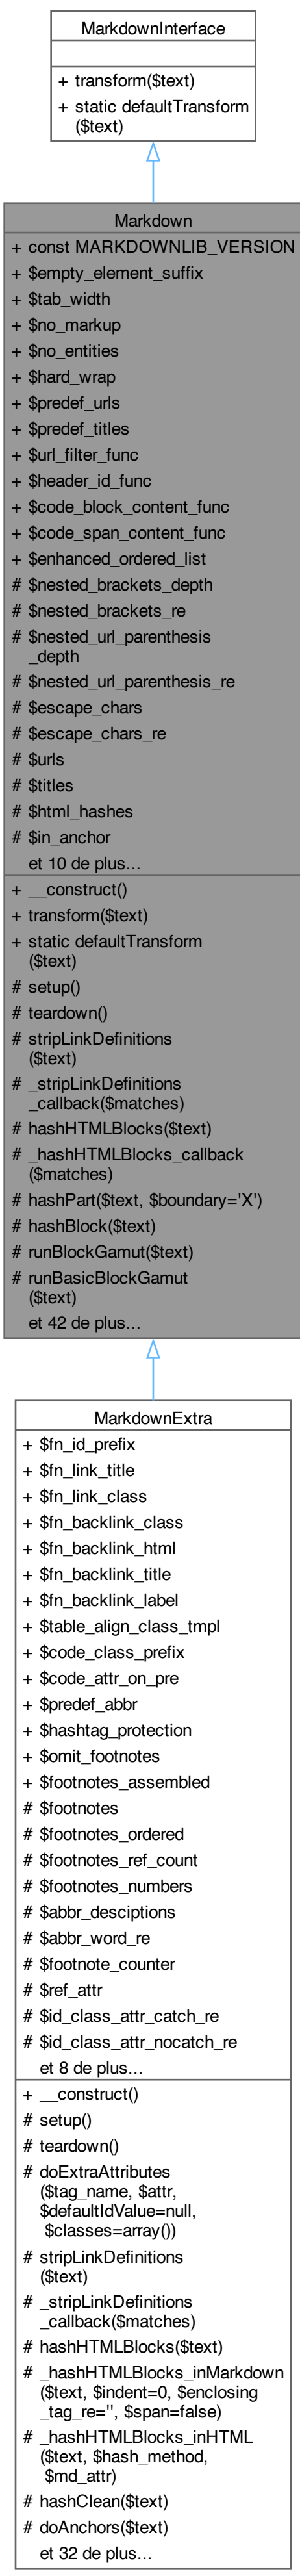 MarkdownInterface
+ transform($text)
+ static defaultTransform
($text)
Markdown
+ const MARKDOWNLIB_VERSION
+ $empty_element_suffix
+ $tab_width
+ $no_markup
+ $no_entities
+ $hard_wrap
+ $predef_urls
+ $predef_titles
+ $url_filter_func
+ $header_id_func
+ $code_block_content_func
+ $code_span_content_func
+ $enhanced_ordered_list
# $nested_brackets_depth
# $nested_brackets_re
# $nested_url_parenthesis
_depth
# $nested_url_parenthesis_re
# $escape_chars
# $escape_chars_re
# $urls
# $titles
# $html_hashes
# $in_anchor
et 10 de plus...
+ __construct()
+ transform($text)
+ static defaultTransform
($text)
# setup()
# teardown()
# stripLinkDefinitions
($text)
# _stripLinkDefinitions
_callback($matches)
# hashHTMLBlocks($text)
# _hashHTMLBlocks_callback
($matches)
# hashPart($text, $boundary='X')
# hashBlock($text)
# runBlockGamut($text)
# runBasicBlockGamut
($text)
et 42 de plus...
MarkdownExtra
+ $fn_id_prefix
+ $fn_link_title
+ $fn_link_class
+ $fn_backlink_class
+ $fn_backlink_html
+ $fn_backlink_title
+ $fn_backlink_label
+ $table_align_class_tmpl
+ $code_class_prefix
+ $code_attr_on_pre
+ $predef_abbr
+ $hashtag_protection
+ $omit_footnotes
+ $footnotes_assembled
# $footnotes
# $footnotes_ordered
# $footnotes_ref_count
# $footnotes_numbers
# $abbr_desciptions
# $abbr_word_re
# $footnote_counter
# $ref_attr
# $id_class_attr_catch_re
# $id_class_attr_nocatch_re
et 8 de plus...
+ __construct()
# setup()
# teardown()
# doExtraAttributes
($tag_name, $attr,
$defaultIdValue=null,
$classes=array())
# stripLinkDefinitions
($text)
# _stripLinkDefinitions
_callback($matches)
# hashHTMLBlocks($text)
# _hashHTMLBlocks_inMarkdown
($text, $indent=0, $enclosing
_tag_re='', $span=false)
# _hashHTMLBlocks_inHTML
($text, $hash_method,
$md_attr)
# hashClean($text)
# doAnchors($text)
et 32 de plus...